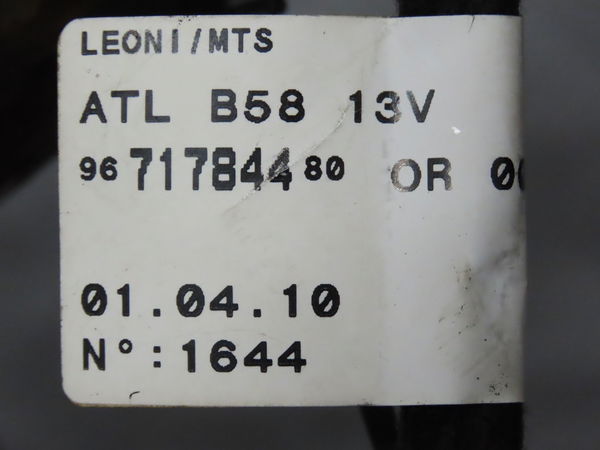 LEONI/MTS
ATL B58 13V
96 717844 80 OR
01.04.10
N°:1644